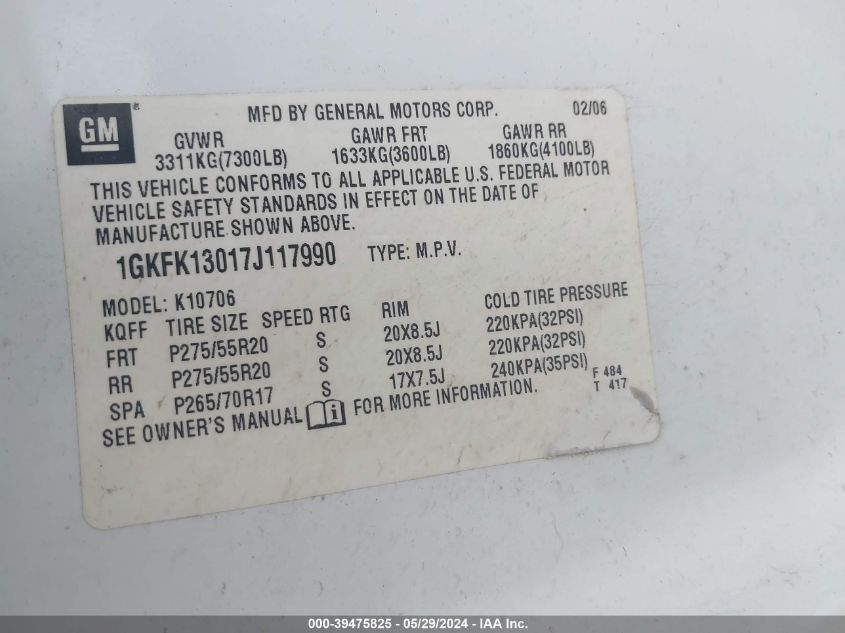 GM
MFD BY GENERAL MOTORS CORP. 02/06
GVWR GAWR FRT GAWR RR
3311KG(7300LB) 1633KG(3600LB) 1860KG(4100LB)
THIS VEHICLE CONFORMS TO ALL APPLICABLE U.S. FEDERAL MOTOR
VEHICLE SAFETY STANDARDS IN EFFECT ON THE DATE OF
MANUFACTURE SHOWN ABOVE.
1GKFK13017J117990 TYPE: M.P.V.
MODEL: K10706
KQFF TIRE SIZE SPEED RTG RIM COLD TIRE PRESSURE
FRT P275/55R20 S 20X8.5J 220KPA(32PSI)
RR P275/55R20 S 20X8.5J 220KPA(32PSI)
SPA P265/70R17 S 17X7.5J 240KPA(35PSI)
F 484
T 417
SEE OWNER'S MANUAL FOR MORE INFORMATION.
000-39475825 - 05/29/2024 - IAA Inc.